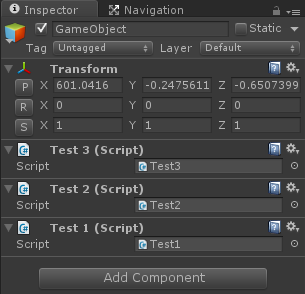 Inspector Navigation
GameObject Static
Tag Untagged Layer Default
Transform
P X 601.0416 Y -0.2475611 Z -0.6507399
R X 0 Y 0 Z 0
S X 1 Y 1 Z 1
Test 3 (Script)
Script Test3
Test 2 (Script)
Script Test2
Test 1 (Script)
Script Test1
Add Component